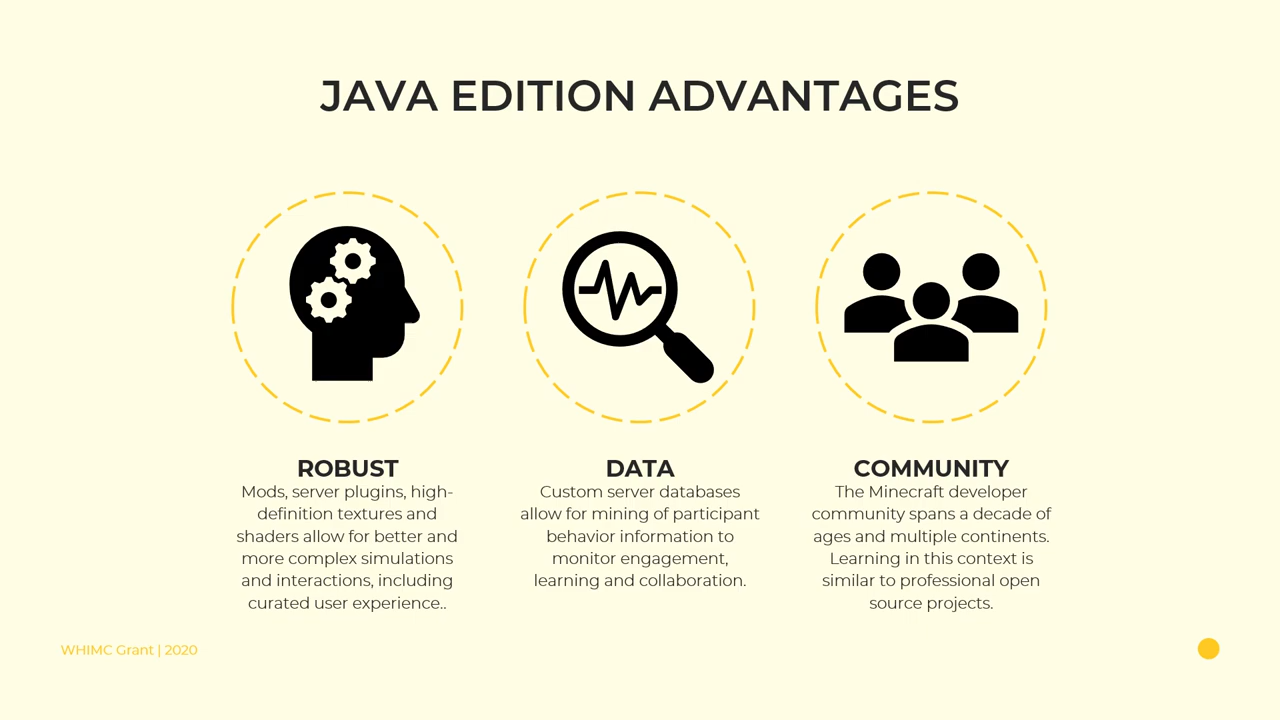 JAVA EDITION ADVANTAGES
ROBUST
Mods, server plugins, high-
definition textures and
shaders allow for better and
more complex simulations
and interactions, including
curated user experience..
DATA
Custom server databases
allow for mining of participant
behavior information to
monitor engagement,
learning and collaboration.
COMMUNITY
The Minecraft developer
community spans a decade of
ages and multiple continents.
Learning in this context is
similar to professional open
source projects.
WHIMC Grant | 2020